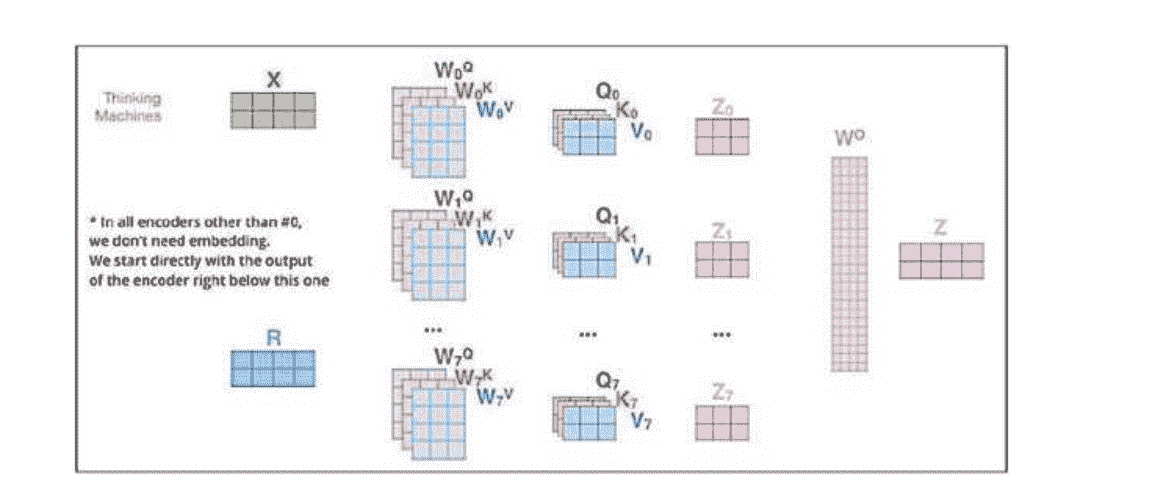 Thinking
Machines
X
W₀Q
W₀K
W₀V
Q₀
K₀
V₀
Z₀
WO
* In all encoders other than #0,
we don't need embedding.
We start directly with the output
of the encoder right below this one
W₁Q
W₁K
W₁V
Q₁
K₁
V₁
Z₁
Z
R
...
...
...
W₇Q
W₇K
W₇V
Q₇
K₇
V₇
Z₇